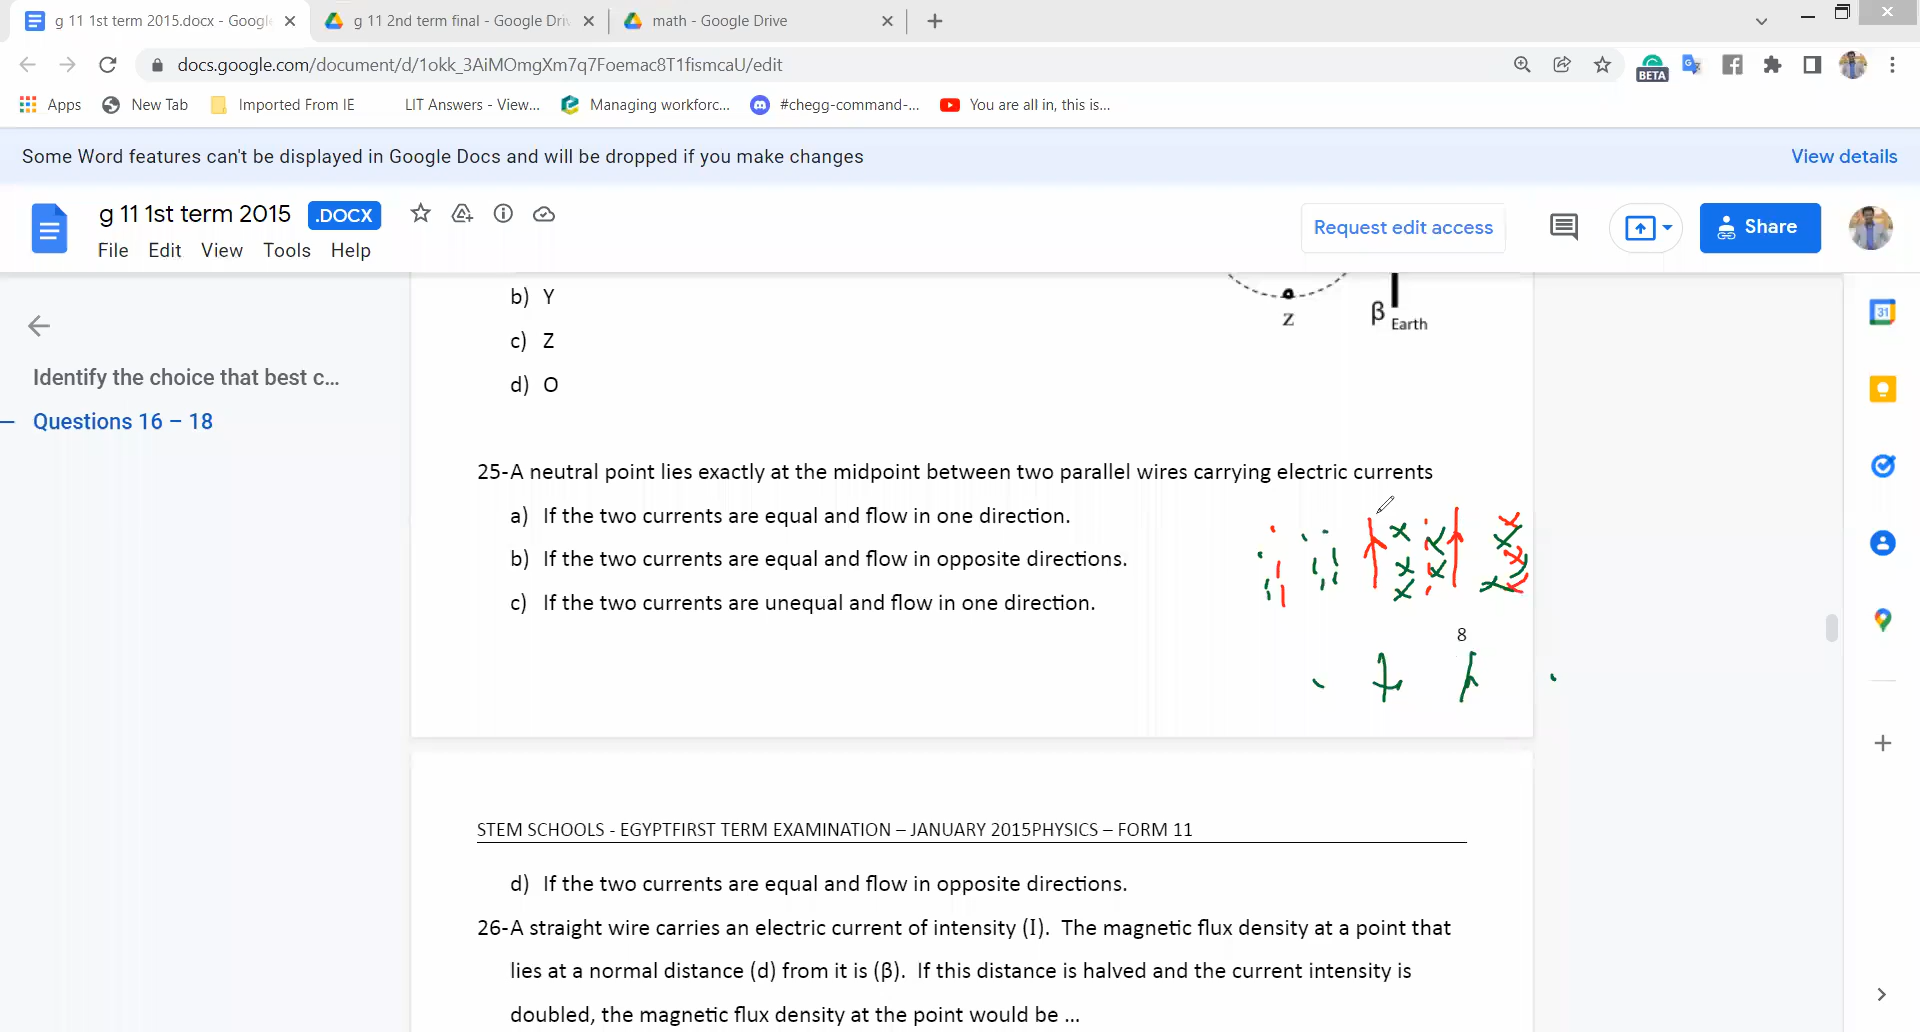 g 11 1st term 2015.docx - Googl
g 11 2nd term final - Google Driv
math - Google Drive
docs.google.com/document/d/1okk_3AiMOmgXm7q7Foemac8T1fismcaU/edit
BETA
Apps
New Tab
Imported From IE
LIT Answers - View...
Managing workforc...
#chegg-command-...
You are all in, this is...
Some Word features can't be displayed in Google Docs and will be dropped if you make changes
View details
g 11 1st term 2015
.DOCX
Request edit access
Share
File Edit View Tools Help
Identify the choice that best c...
Questions 16 – 18
b) Y
c) Z
d) O
Z
β Earth
25-A neutral point lies exactly at the midpoint between two parallel wires carrying electric currents
a) If the two currents are equal and flow in one direction.
b) If the two currents are equal and flow in opposite directions.
c) If the two currents are unequal and flow in one direction.
8
STEM SCHOOLS - EGYPTFIRST TERM EXAMINATION – JANUARY 2015PHYSICS – FORM 11
d) If the two currents are equal and flow in opposite directions.
26-A straight wire carries an electric current of intensity (I). The magnetic flux density at a point that
lies at a normal distance (d) from it is (β). If this distance is halved and the current intensity is
doubled, the magnetic flux density at the point would be ...
31